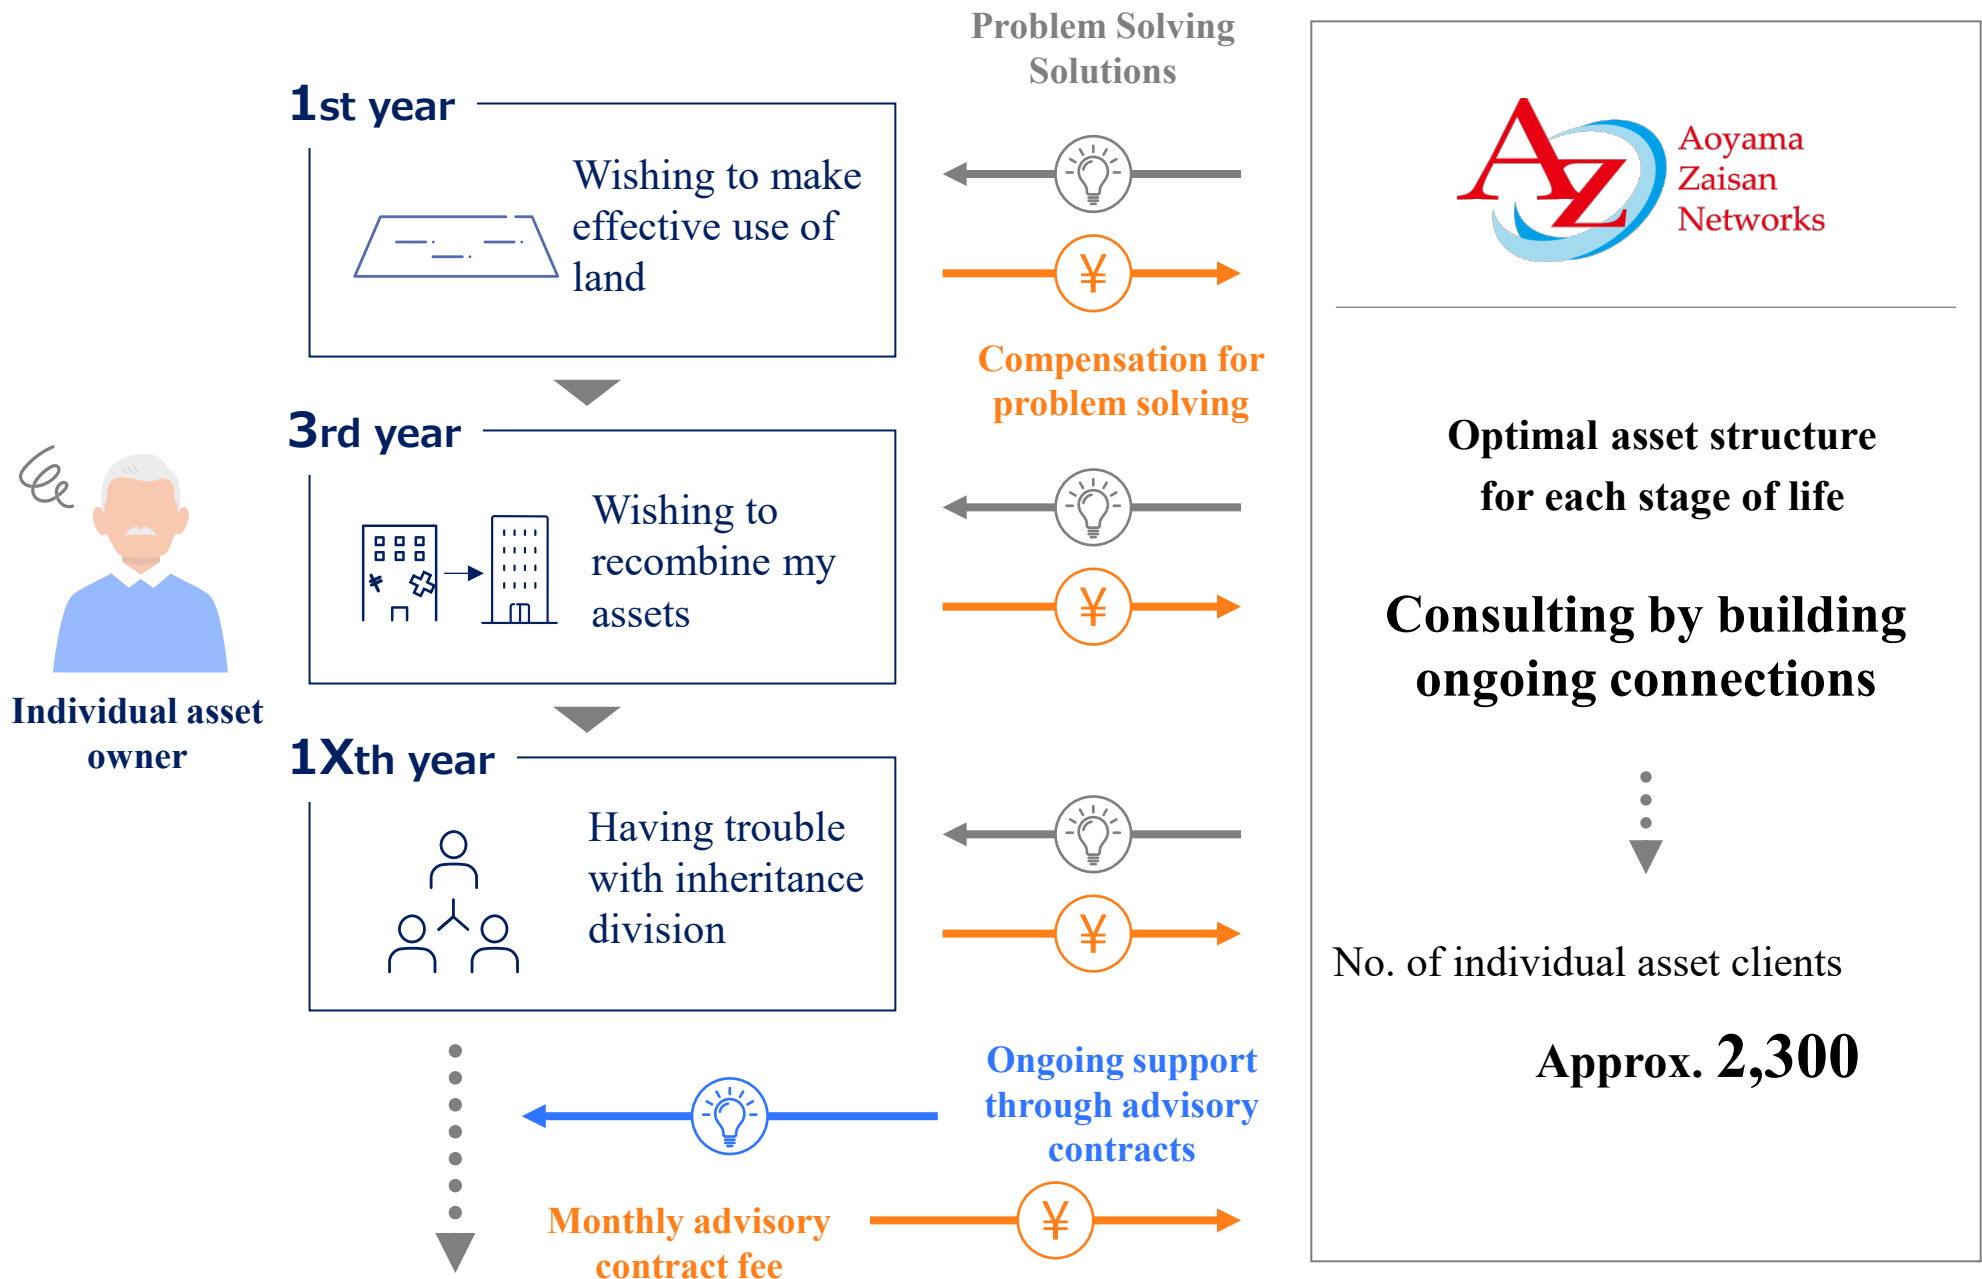 Problem Solving
Solutions
1st year
Wishing to make
effective use of
land
¥
Compensation for
problem solving
3rd year
Wishing to
recombine my
assets
¥
Individual asset
owner
1Xth year
Having trouble
with inheritance
division
¥
Ongoing support
through advisory
contracts
Monthly advisory
contract fee
¥
AZ
Aoyama
Zaisan
Networks
Optimal asset structure
for each stage of life
Consulting by building
ongoing connections
No. of individual asset clients
Approx. 2,300